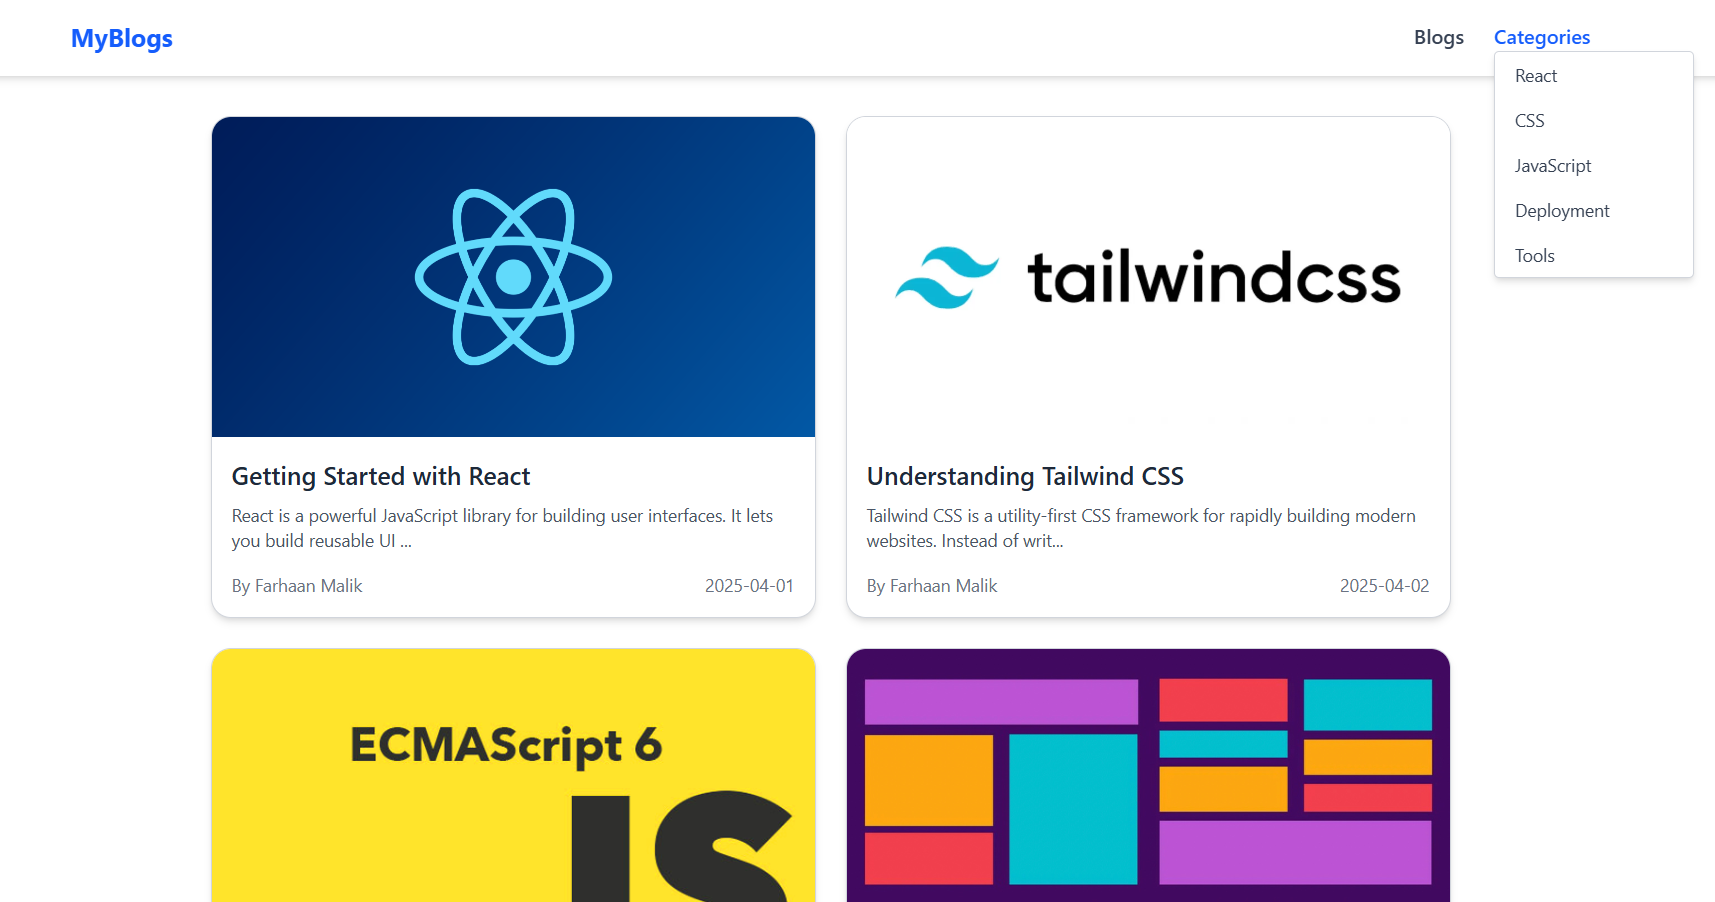 MyBlogs
Blogs
Categories
React
CSS
JavaScript
Deployment
Tools
tailwindcss
Getting Started with React
React is a powerful JavaScript library for building user interfaces. It lets
you build reusable UI ...
By Farhaan Malik
2025-04-01
Understanding Tailwind CSS
Tailwind CSS is a utility-first CSS framework for rapidly building modern
websites. Instead of writ...
By Farhaan Malik
2025-04-02
ECMAScript 6
JS